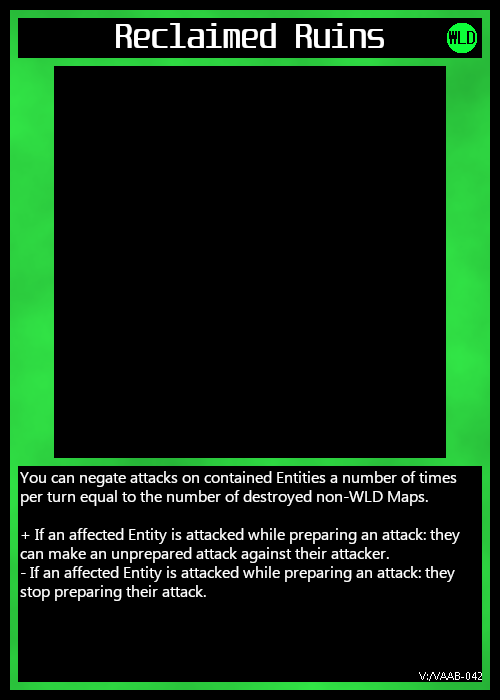 Reclaimed Ruins
WLD
You can negate attacks on contained Entities a number of times
per turn equal to the number of destroyed non-WLD Maps.
+ If an affected Entity is attacked while preparing an attack: they
can make an unprepared attack against their attacker.
- If an affected Entity is attacked while preparing an attack: they
stop preparing their attack.
V:/VAAB-042